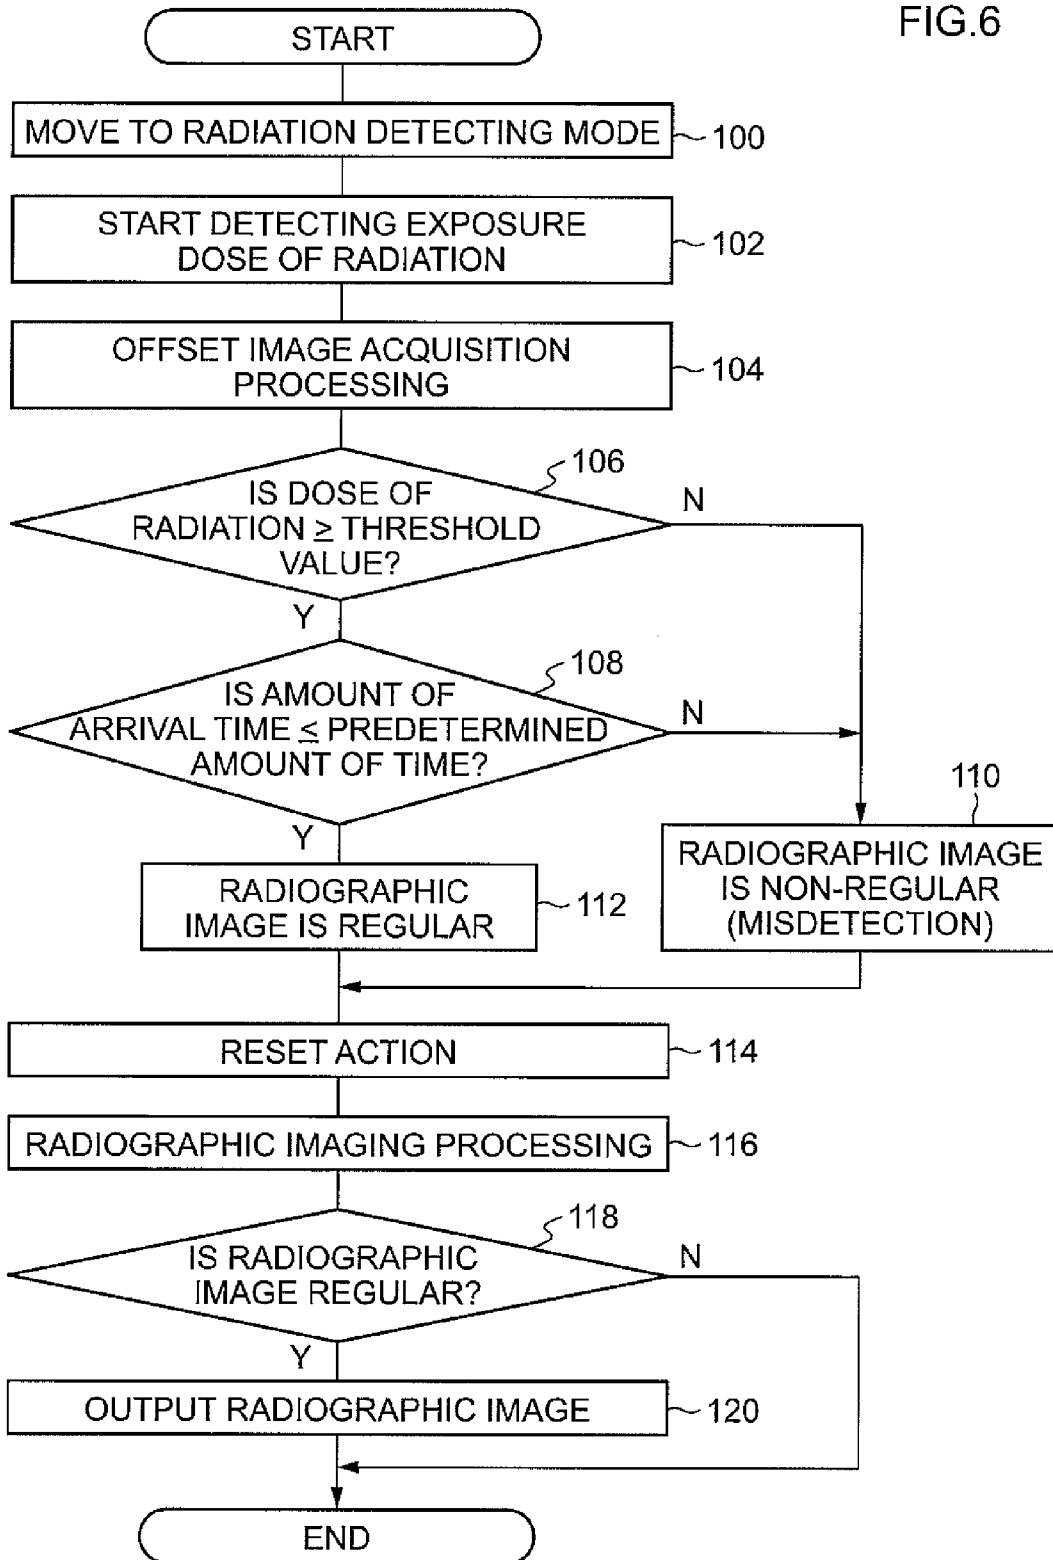 FIG.6
START
MOVE TO RADIATION DETECTING MODE
100
START DETECTING EXPOSURE
DOSE OF RADIATION
102
OFFSET IMAGE ACQUISITION
PROCESSING
104
106
IS DOSE OF
RADIATION ≥ THRESHOLD
VALUE?
N
Y
108
IS AMOUNT OF
ARRIVAL TIME ≤ PREDETERMINED
AMOUNT OF TIME?
N
Y
110
RADIOGRAPHIC IMAGE
IS NON-REGULAR
(MISDETECTION)
RADIOGRAPHIC
IMAGE IS REGULAR
112
RESET ACTION
114
RADIOGRAPHIC IMAGING PROCESSING
116
118
IS RADIOGRAPHIC
IMAGE REGULAR?
N
Y
OUTPUT RADIOGRAPHIC IMAGE
120
END